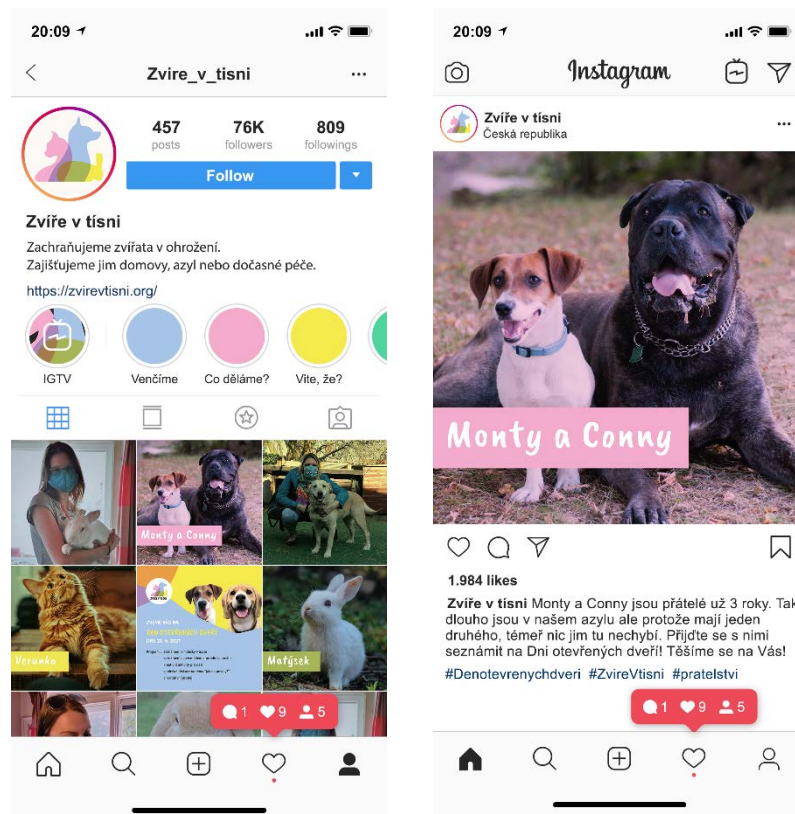 20:09
Zvire_v_tisni
457 76K 809
posts followers followings
Follow
Zvíře v tísni
Zachraňujeme zvířata v ohrožení.
Zajišťujeme jim domovy, azyl nebo dočasné péče.
https://zvirevtisni.org/
IGTV Venčíme Co děláme? Vite, že?
Monty a Conny
Verunka
Matýsek
1 9 5
20:09
Instagram
Zvíře v tísni
Česká republika
Monty a Conny
1.984 likes
Zvíře v tísni Monty a Conny jsou přátelé už 3 roky. Tak
dlouho jsou v našem azylu ale protože mají jeden
druhého, témeř nic jim tu nechybí. Přijďte se s nimi
seznámit na Dni otevřených dveří! Těšíme se na Vás!
#Denotevrenychdveri #ZvireVtisni #pratelstvi
1 9 5